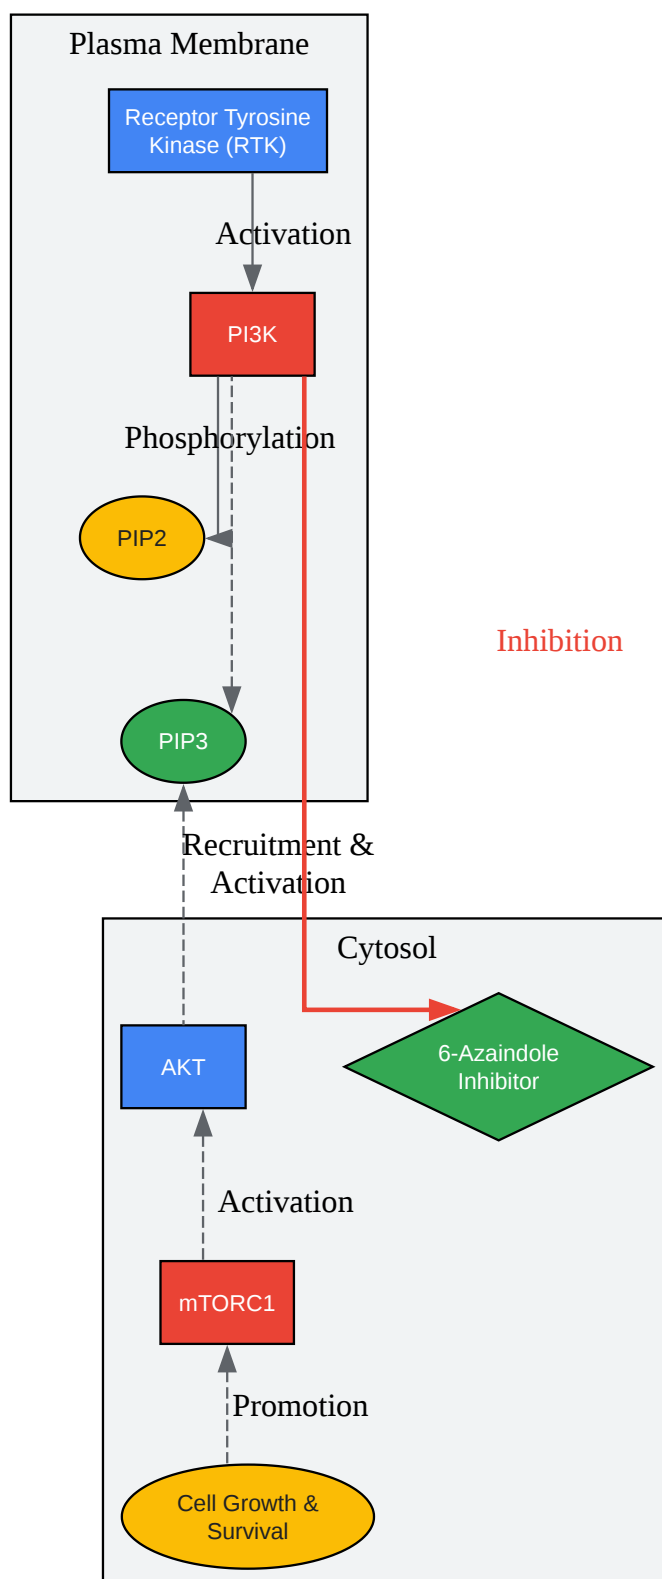 Plasma Membrane
Receptor Tyrosine
Kinase (RTK)
Activation
PI3K
Phosphorylation
PIP2
Inhibition
PIP3
Recruitment &
Activation
Cytosol
6-Azaindole
Inhibitor
AKT
Activation
mTORC1
Promotion
Cell Growth &
Survival